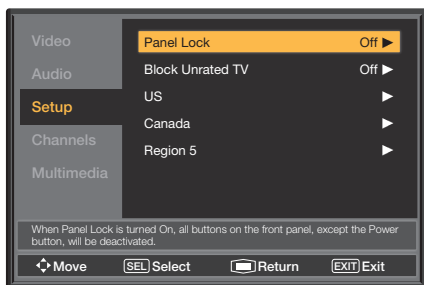 Video
Audio
Setup
Channels
Multimedia
Panel Lock Off ▶
Block Unrated TV Off ▶
US ▶
Canada ▶
Region 5 ▶
When Panel Lock is turned On, all buttons on the front panel, except the Power
button, will be deactivated.
Move SEL Select Return EXIT Exit